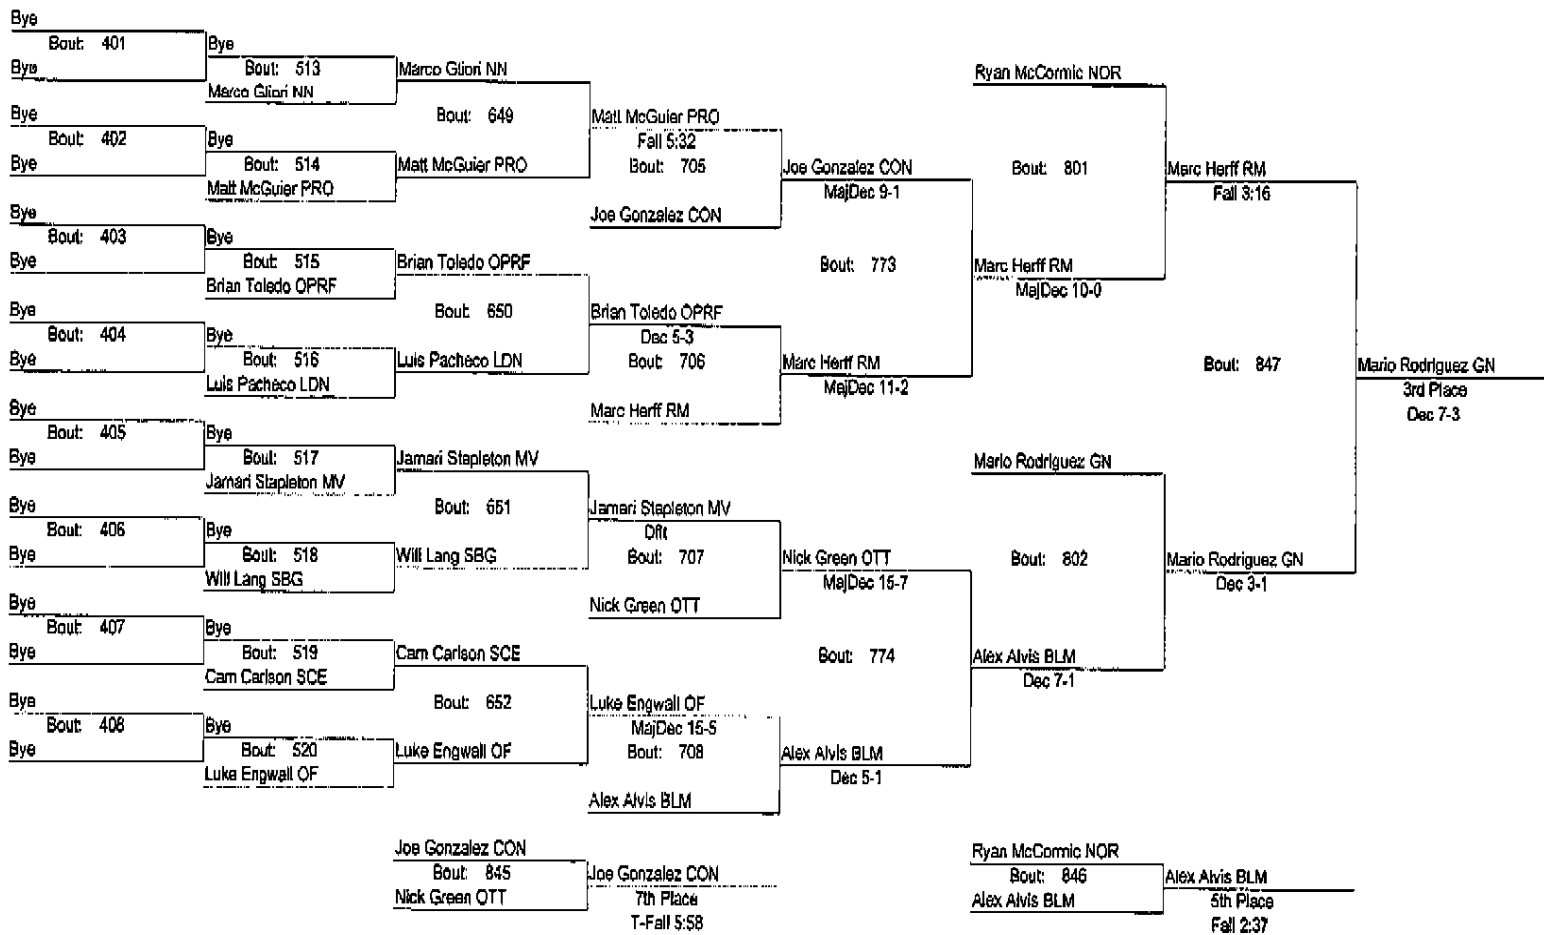 Bye
Bout: 401
Bye
Bye
Bout: 513
Marco Gliori NN
Marco Gliori NN
Bye
Bout: 402
Bye
Bye
Bout: 514
Matt McGuier PRO
Matt McGuier PRO
Bout: 649
Matt McGuier PRO
Fall 5:32
Bout: 705
Joe Gonzalez CON
Joe Gonzalez CON
MajDec 9-1
Bye
Bout: 403
Bye
Bye
Bout: 515
Brian Toledo OPRF
Brian Toledo OPRF
Bye
Bout: 404
Bye
Bye
Bout: 516
Luis Pacheco LDN
Luis Pacheco LDN
Bout: 650
Brian Toledo OPRF
Dec 5-3
Bout: 706
Marc Herff RM
Marc Herff RM
MajDec 11-2
Bout: 773
Ryan McCormic NOR
Bout: 801
Marc Herff RM
MajDec 10-0
Marc Herff RM
Fall 3:16
Bye
Bout: 405
Bye
Bye
Bout: 517
Jamari Stapleton MV
Jamari Stapleton MV
Bye
Bout: 406
Bye
Bye
Bout: 518
Will Lang SBG
Will Lang SBG
Bout: 651
Jamari Stapleton MV
Dflt
Bout: 707
Nick Green OTT
Nick Green OTT
MajDec 15-7
Bye
Bout: 407
Bye
Bye
Bout: 519
Cam Carlson SCE
Cam Carlson SCE
Bye
Bout: 408
Bye
Bye
Bout: 520
Luke Engwall OF
Luke Engwall OF
Bout: 652
Luke Engwall OF
MajDec 15-5
Bout: 708
Alex Alvis BLM
Alex Alvis BLM
Dec 5-1
Bout: 774
Mario Rodriguez GN
Bout: 802
Alex Alvis BLM
Dec 7-1
Mario Rodriguez GN
Dec 3-1
Bout: 847
Mario Rodriguez GN
3rd Place
Dec 7-3
Joe Gonzalez CON
Bout: 845
Nick Green OTT
Joe Gonzalez CON
7th Place
T-Fall 5:58
Ryan McCormic NOR
Bout: 846
Alex Alvis BLM
Alex Alvis BLM
5th Place
Fall 2:37